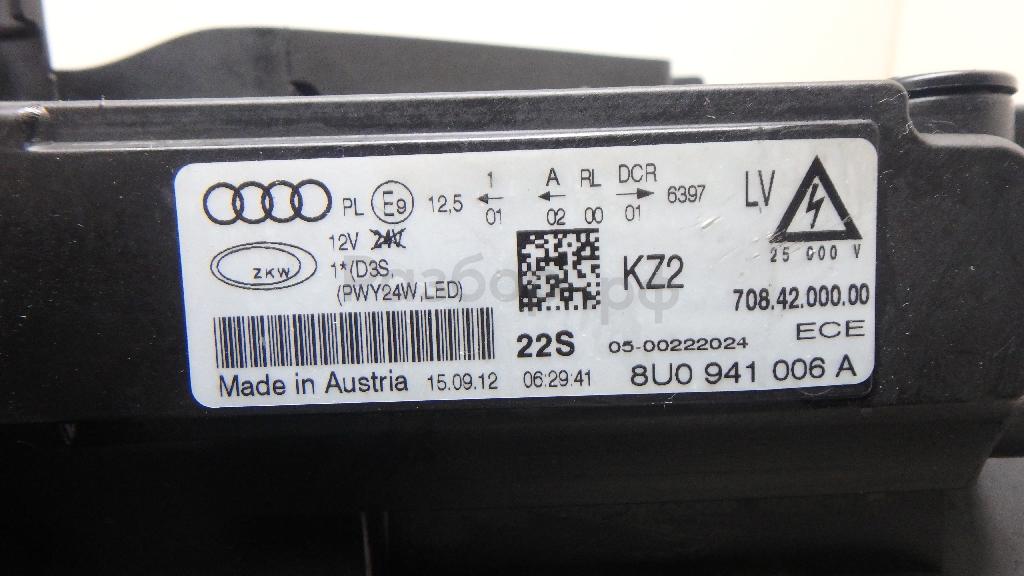 PL E9 12,5 1 01 A 02 RL 00 DCR 01 6397 LV
12V 24V
ZKW
1*(D3S,
(PWY24W,LED)
KZ2
25 000 V
708.42.000.00
ECE
22S 05-00222024
Made in Austria 15.09.12 06:29:41 8U0 941 006 A